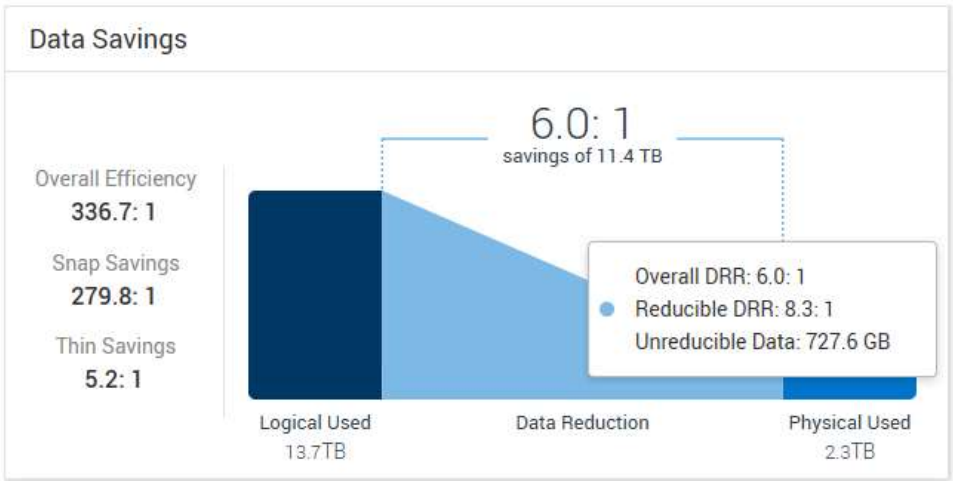 Data Savings
6.0: 1
savings of 11.4 TB
Overall Efficiency
336.7: 1
Snap Savings
279.8: 1
Thin Savings
5.2: 1
Overall DRR: 6.0: 1
Reducible DRR: 8.3: 1
Unreducible Data: 727.6 GB
Logical Used
13.7TB
Data Reduction
Physical Used
2.3TB